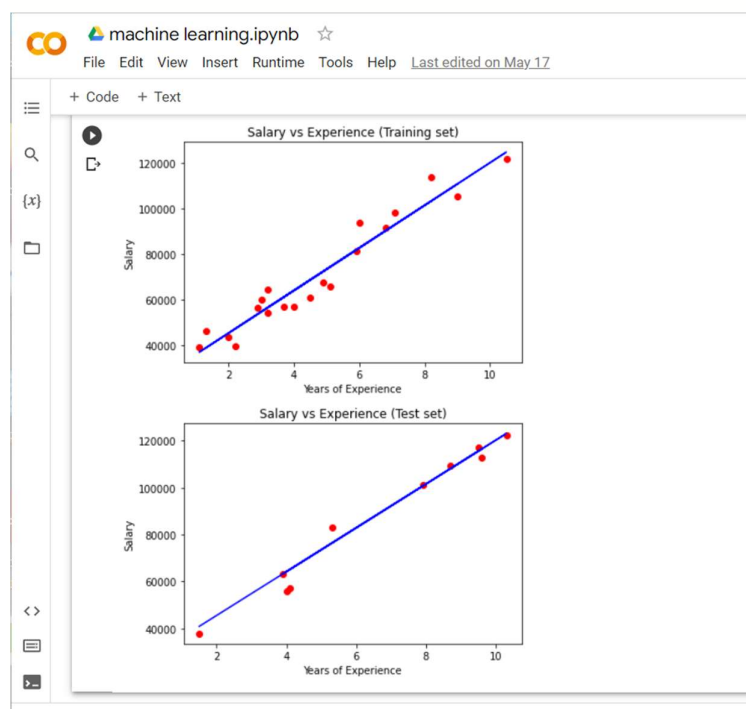 machine learning.ipynb
File Edit View Insert Runtime Tools Help Last edited on May 17
+ Code + Text
{x}
Salary vs Experience (Training set)
120000
100000
80000
60000
40000
Salary
2 4 6 8 10
Years of Experience
Salary vs Experience (Test set)
120000
100000
80000
60000
40000
Salary
2 4 6 8 10
Years of Experience